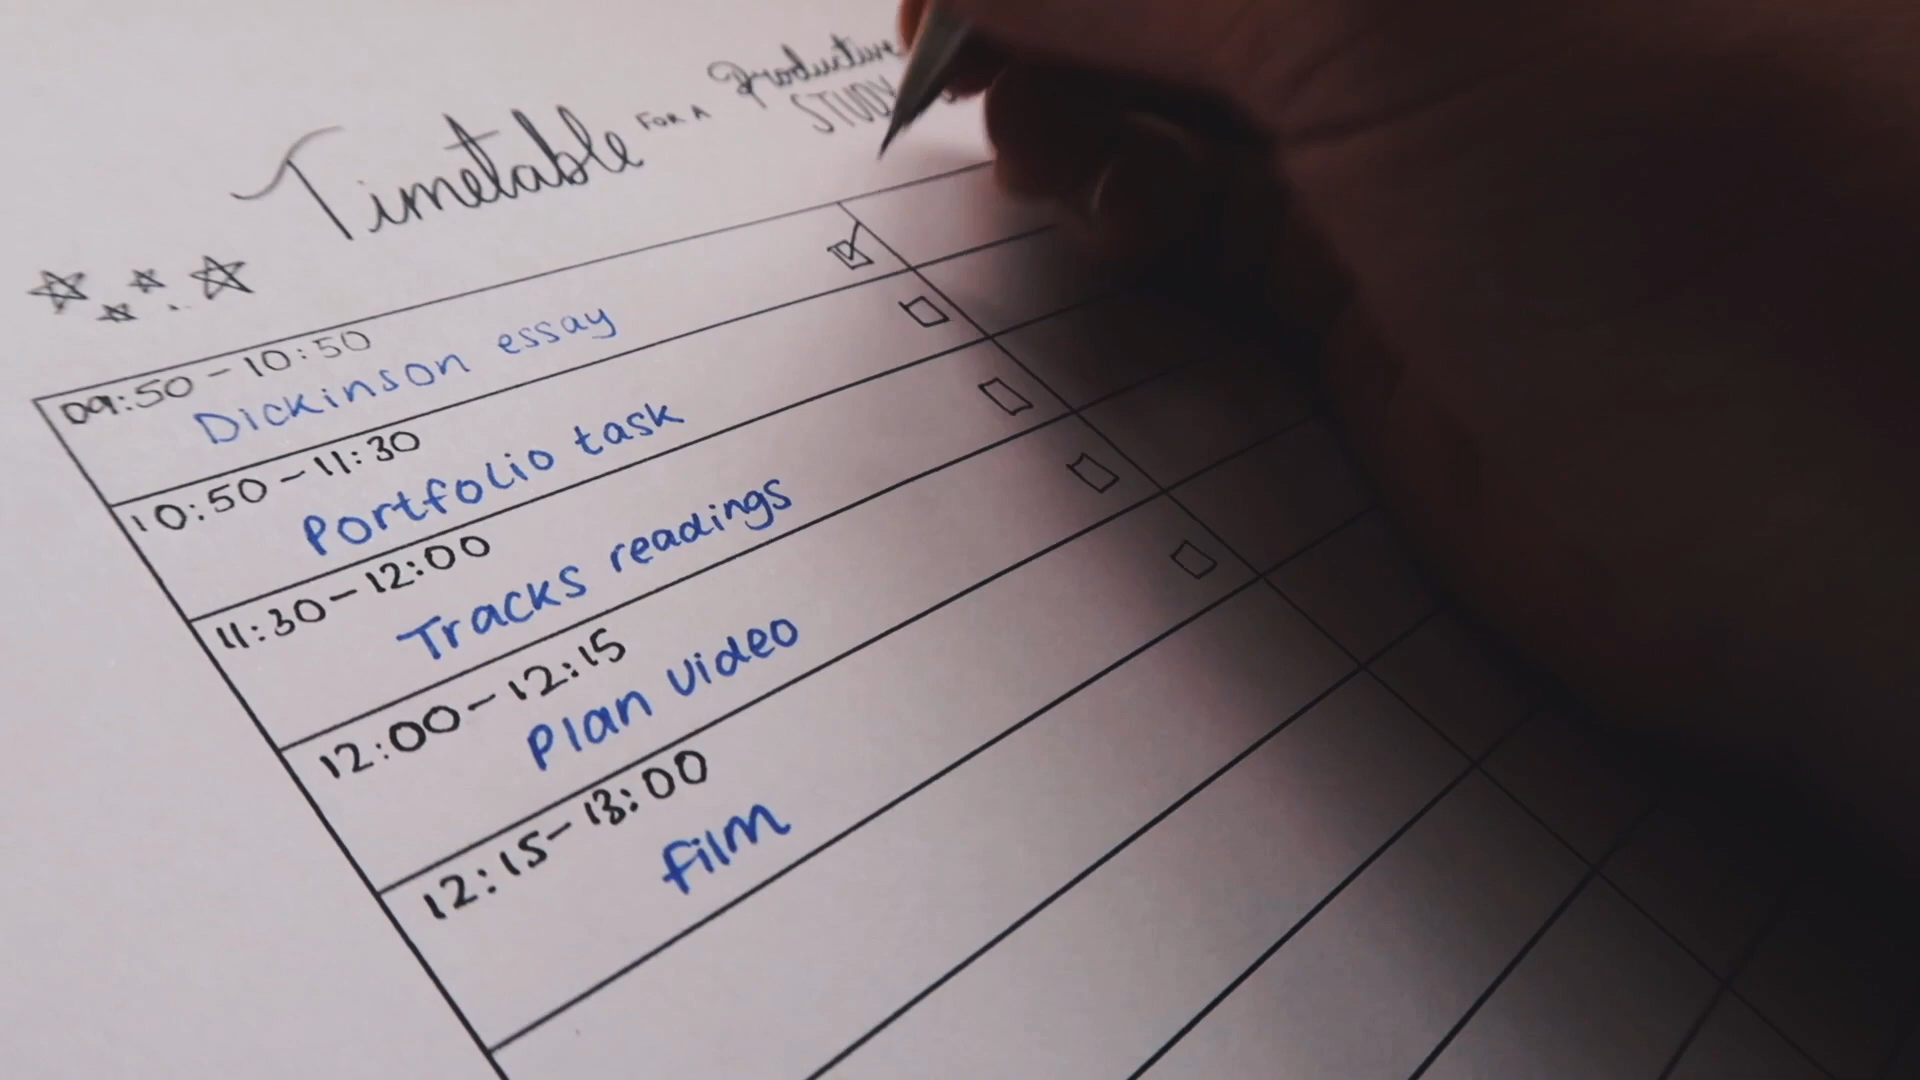 Timetable FOR A Productive
STUDY
09:50 - 10:50
Dickinson essay
10:50 - 11:30
Portfolio task
11:30 - 12:00
Tracks readings
12:00 - 12:15
Plan video
12:15 - 13:00
film